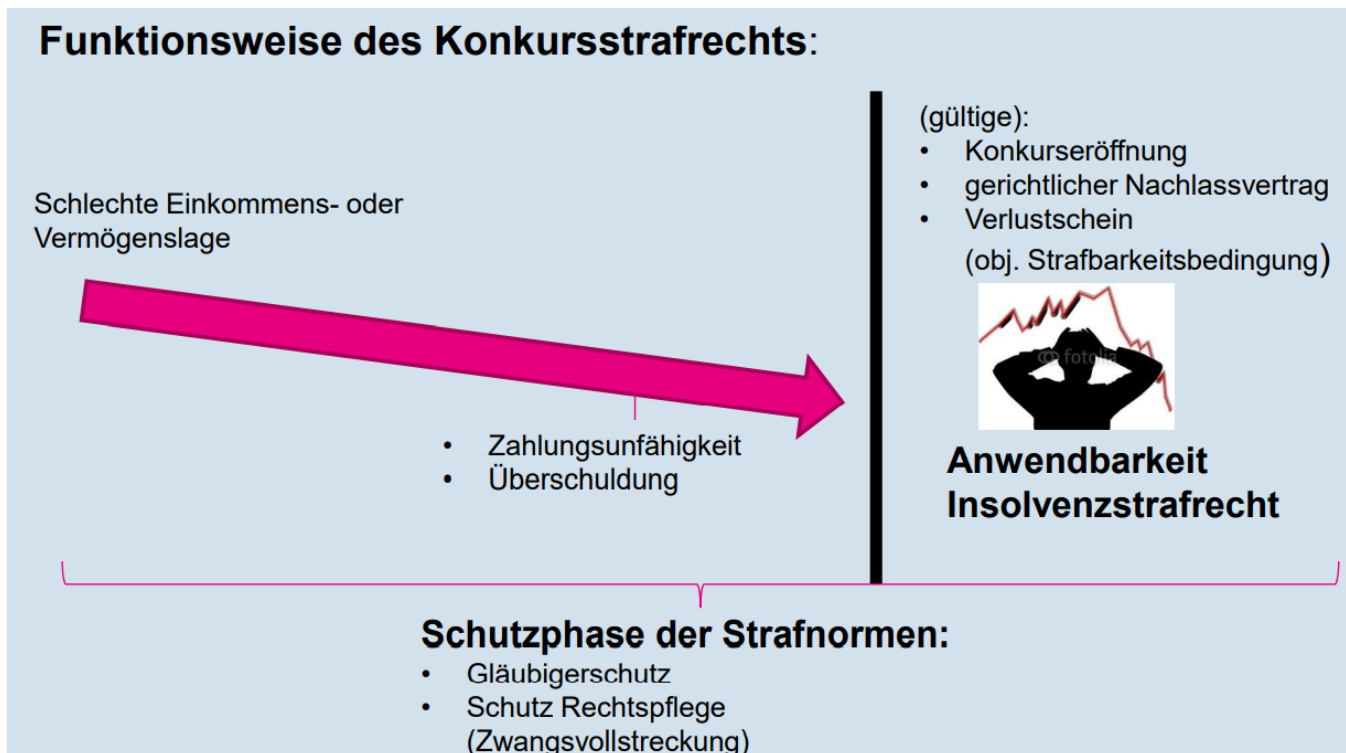 Funktionsweise des Konkursstrafrechts:
(gültige):
• Konkurseröffnung
• gerichtlicher Nachlassvertrag
• Verlustschein
(obj. Strafbarkeitsbedingung)
Schlechte Einkommens- oder
Vermögenslage
fotolia
• Zahlungsunfähigkeit
• Überschuldung
Anwendbarkeit
Insolvenzstrafrecht
Schutzphase der Strafnormen:
• Gläubigerschutz
• Schutz Rechtspflege
(Zwangsvollstreckung)